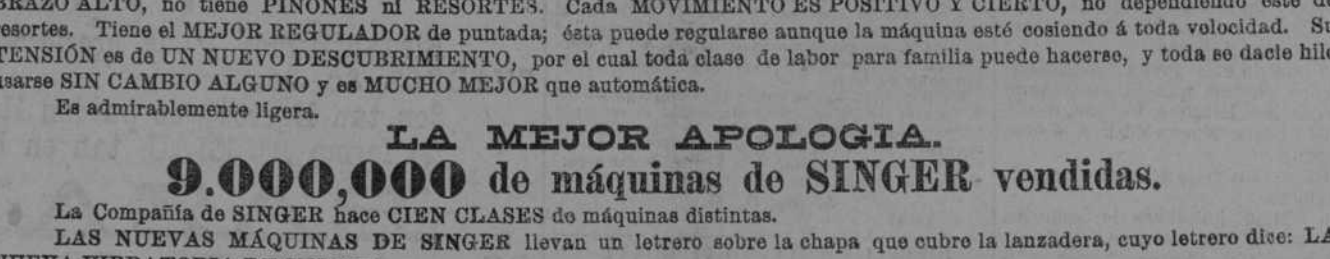 BRAZO ALTO, no tiene PIÑONES ni RESORTES. Cada MOVIMIENTO ES POSITIVO Y CIERTO, no dependiendo éste de
resortes. Tiene el MEJOR REGULADOR de puntada; ésta puede regularse aunque la máquina esté cosiendo á toda velocidad. Su
TENSIÓN es de UN NUEVO DESCUBRIMIENTO, por el cual toda clase de labor para familia puede hacerse, y toda se dacle hilo
usarse SIN CAMBIO ALGUNO y es MUCHO MEJOR que automática.
Es admirablemente ligera.
LA MEJOR APOLOGIA.
9.000,000 de máquinas de SINGER vendidas.
La Compañía de SINGER hace CIEN CLASES de máquinas distintas.
LAS NUEVAS MÁQUINAS DE SINGER llevan un letrero sobre la chapa que cubre la lanzadera, cuyo letrero dice: LA